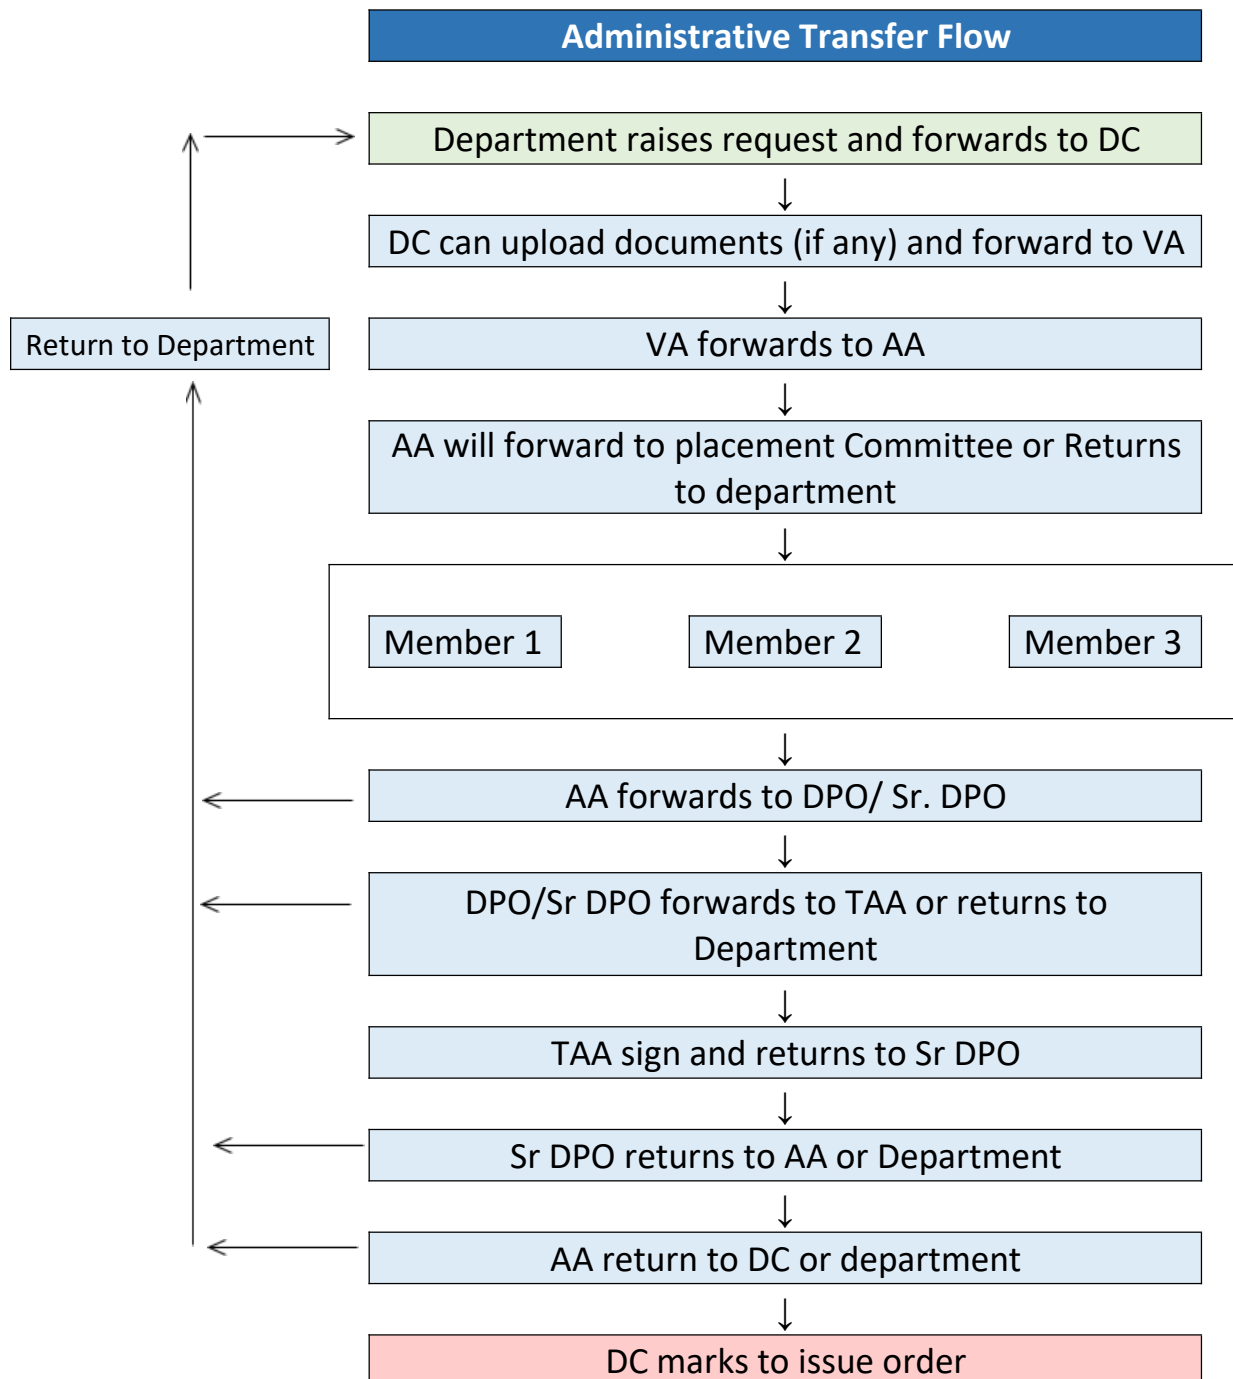 Administrative Transfer Flow
Department raises request and forwards to DC
DC can upload documents (if any) and forward to VA
Return to Department
VA forwards to AA
AA will forward to placement Committee or Returns
to department
Member 1
Member 2
Member 3
AA forwards to DPO/ Sr. DPO
DPO/Sr DPO forwards to TAA or returns to
Department
TAA sign and returns to Sr DPO
Sr DPO returns to AA or Department
AA return to DC or department
DC marks to issue order